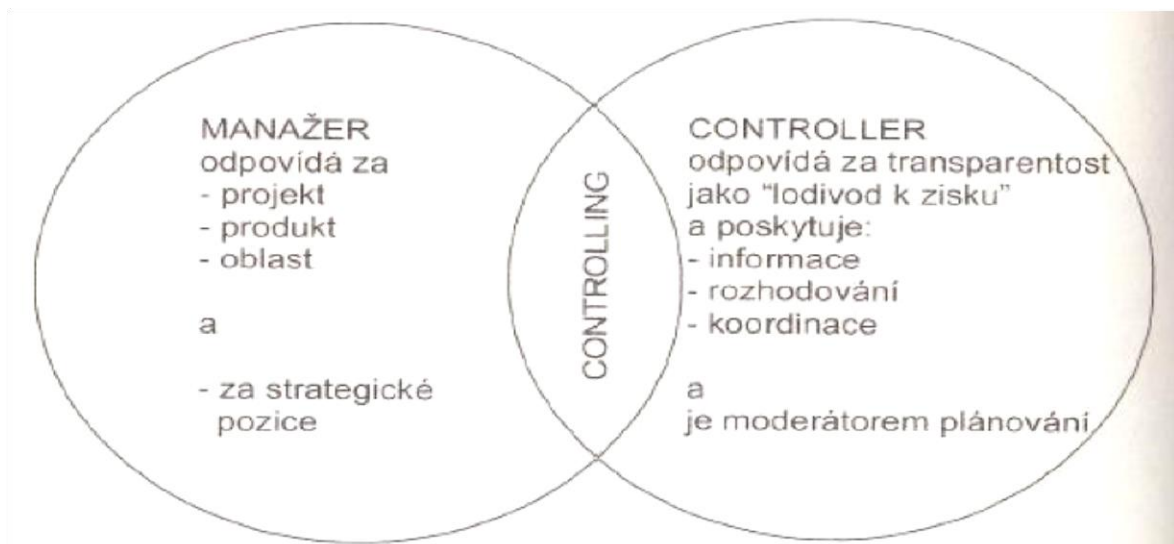 MANAŽER
odpovídá za
- projekt
- produkt
- oblast
a
- za strategické
pozice
CONTROLLING
CONTROLLER
odpovídá za transparentost
jako "lodivod k zisku"
a poskytuje:
- informace
- rozhodování
- koordinace
a
je moderátorem plánování